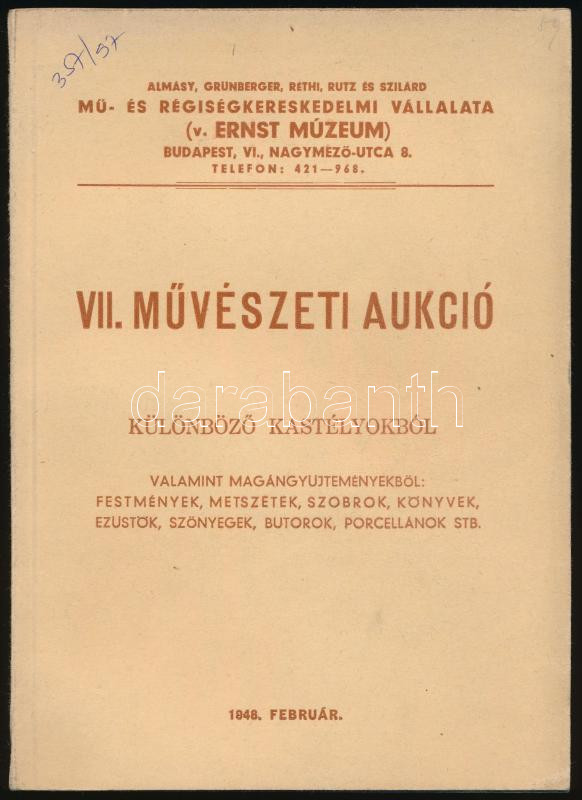 357/57
ALMÁSY, GRÜNBERGER, RÉTHI, RUTZ ÉS SZILÁRD
MŰ- ÉS RÉGISÉGKERESKEDELMI VÁLLALATA
(v. ERNST MÚZEUM)
BUDAPEST, VI., NAGYMEZŐ-UTCA 8.
TELEFON: 421—968.
VII. MŰVÉSZETI AUKCIÓ
darabanth
KÜLÖNBÖZŐ KASTÉLYOKBÓL
VALAMINT MAGÁNGYŰJTEMÉNYEKBŐL:
FESTMÉNYEK, METSZETEK, SZOBROK, KÖNYVEK,
EZÜSTÖK, SZŐNYEGEK, BUTOROK, PORCELLÁNOK STB.
1948. FEBRUÁR.